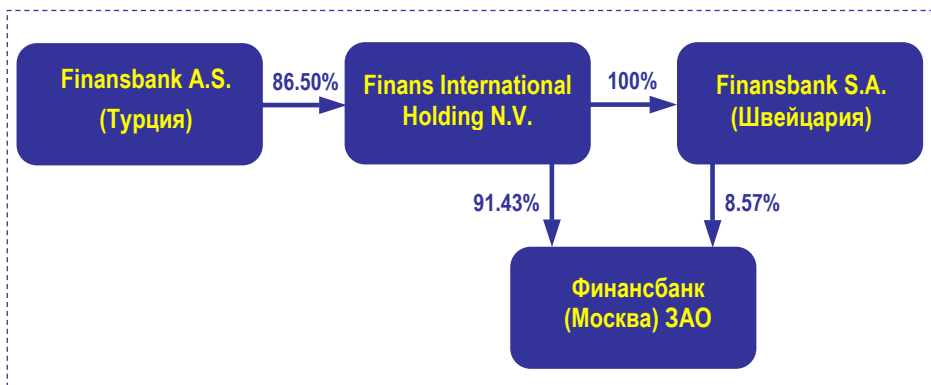 Finansbank A.S.
(Турция)
86.50%
Finans International
Holding N.V.
100%
Finansbank S.A.
(Швейцария)
91.43%
8.57%
Финансбанк
(Москва) ЗАО